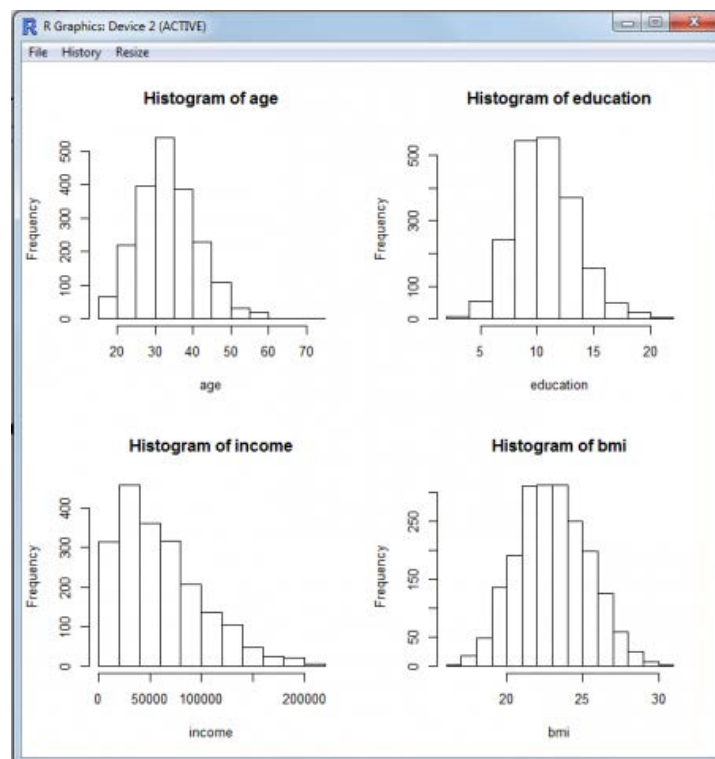 R Graphics: Device 2 (ACTIVE)
File History Resize
Histogram of age
Frequency
0 100 200 300 400 500
20 30 40 50 60 70
age
Histogram of education
Frequency
0 100 300 500
5 10 15 20
education
Histogram of income
Frequency
0 100 200 300 400
0 50000 100000 200000
income
Histogram of bmi
Frequency
0 50 150 250
20 25 30
bmi